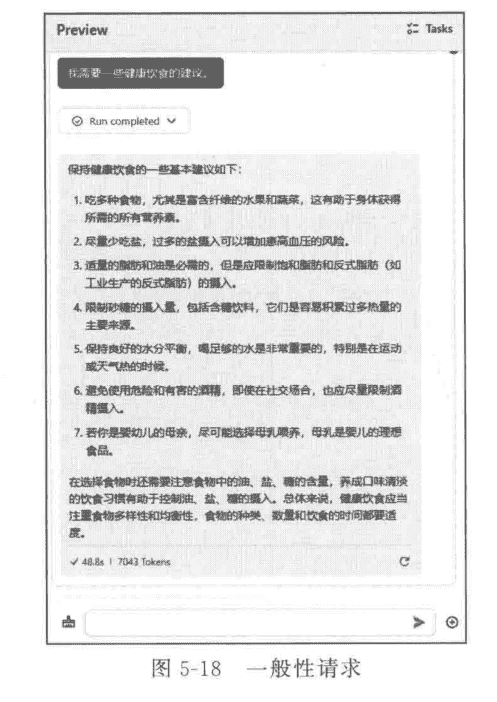 Preview
Tasks
我需要一些健康饮食的建议。
Run completed
保持健康饮食的一些基本建议如下：
1. 吃多种食物，尤其是富含纤维的水果和蔬菜，这有助于身体获得
所需的所有营养素。
2. 尽量少吃盐，过多的盐摄入可以增加患高血压的风险。
3. 适量的脂肪和油是必需的，但是应限制饱和脂肪和反式脂肪（如
工业生产的反式脂肪）的摄入。
4. 限制砂糖的摄入量，包括含糖饮料，它们是容易积累过多热量的
主要来源。
5. 保持良好的水分平衡，喝足够的水是非常重要的，特别是在运动
或天气热的时候。
6. 避免使用危险和有害的酒精，即使在社交场合，也应尽量限制酒
精摄入。
7. 若你是婴幼儿的母亲，尽可能选择母乳喂养，母乳是婴儿的理想
食品。
在选择食物时还需要注意食物中的油、盐、糖的含量，养成口味清淡
的饮食习惯有助于控制油、盐、糖的摄入。总体来说，健康饮食应当
注重食物多样性和均衡性，食物的种类、数量和饮食的时间都要适
度。
48.8s | 7043 Tokens
图 5-18 一般性请求